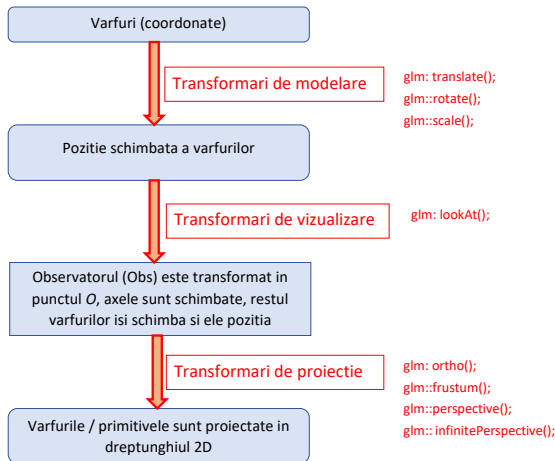 Varfuri (coordonate)
Transformari de modelare
glm: translate();
glm::rotate();
glm::scale();
Pozitie schimbata a varfurilor
Transformari de vizualizare
glm: lookAt();
Observatorul (Obs) este transformat in
punctul O, axele sunt schimbate, restul
varfurilor isi schimba si ele pozitia
Transformari de proiectie
glm: ortho();
glm::frustum();
glm::perspective();
glm:: infinitePerspective();
Varfurile / primitivele sunt proiectate in
dreptunghiul 2D